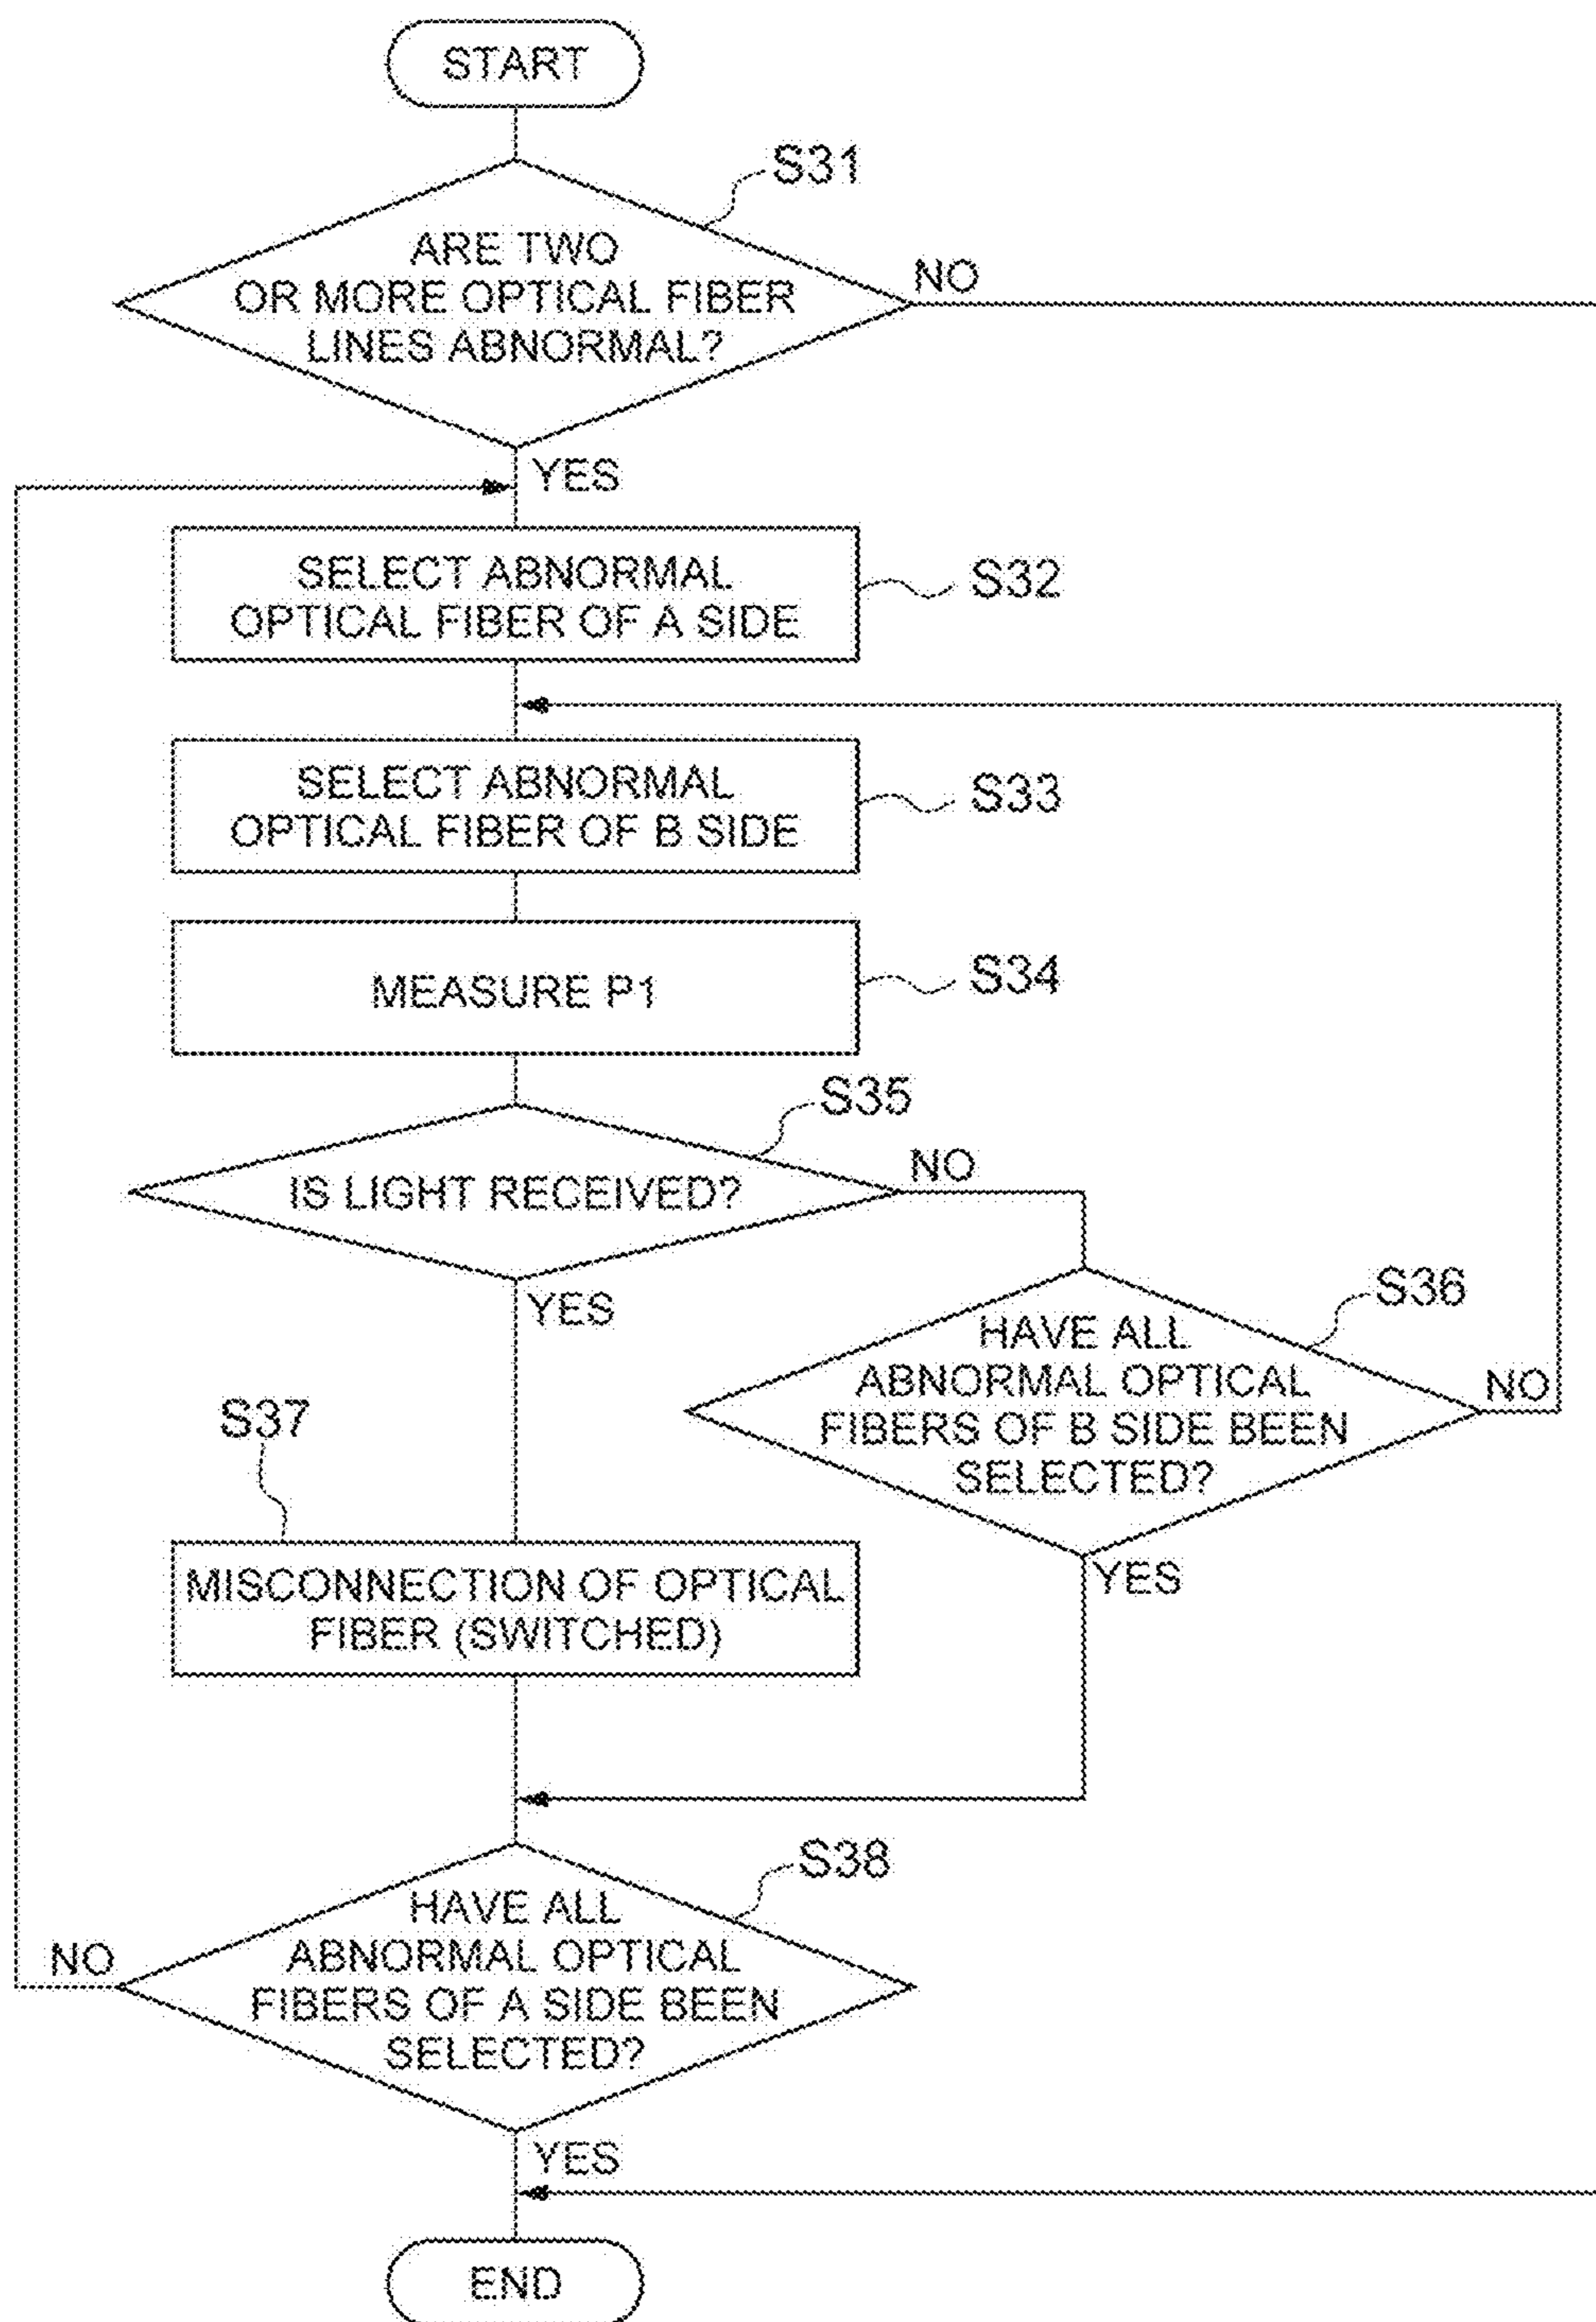 START
S31
ARE TWO
OR MORE OPTICAL FIBER
LINES ABNORMAL?
NO
YES
SELECT ABNORMAL
OPTICAL FIBER OF A SIDE
S32
SELECT ABNORMAL
OPTICAL FIBER OF B SIDE
S33
MEASURE P1
S34
S35
IS LIGHT RECEIVED?
NO
YES
S36
HAVE ALL
ABNORMAL OPTICAL
FIBERS OF B SIDE BEEN
SELECTED?
NO
YES
S37
MISCONNECTION OF OPTICAL
FIBER (SWITCHED)
S38
HAVE ALL
ABNORMAL OPTICAL
FIBERS OF A SIDE BEEN
SELECTED?
NO
YES
END